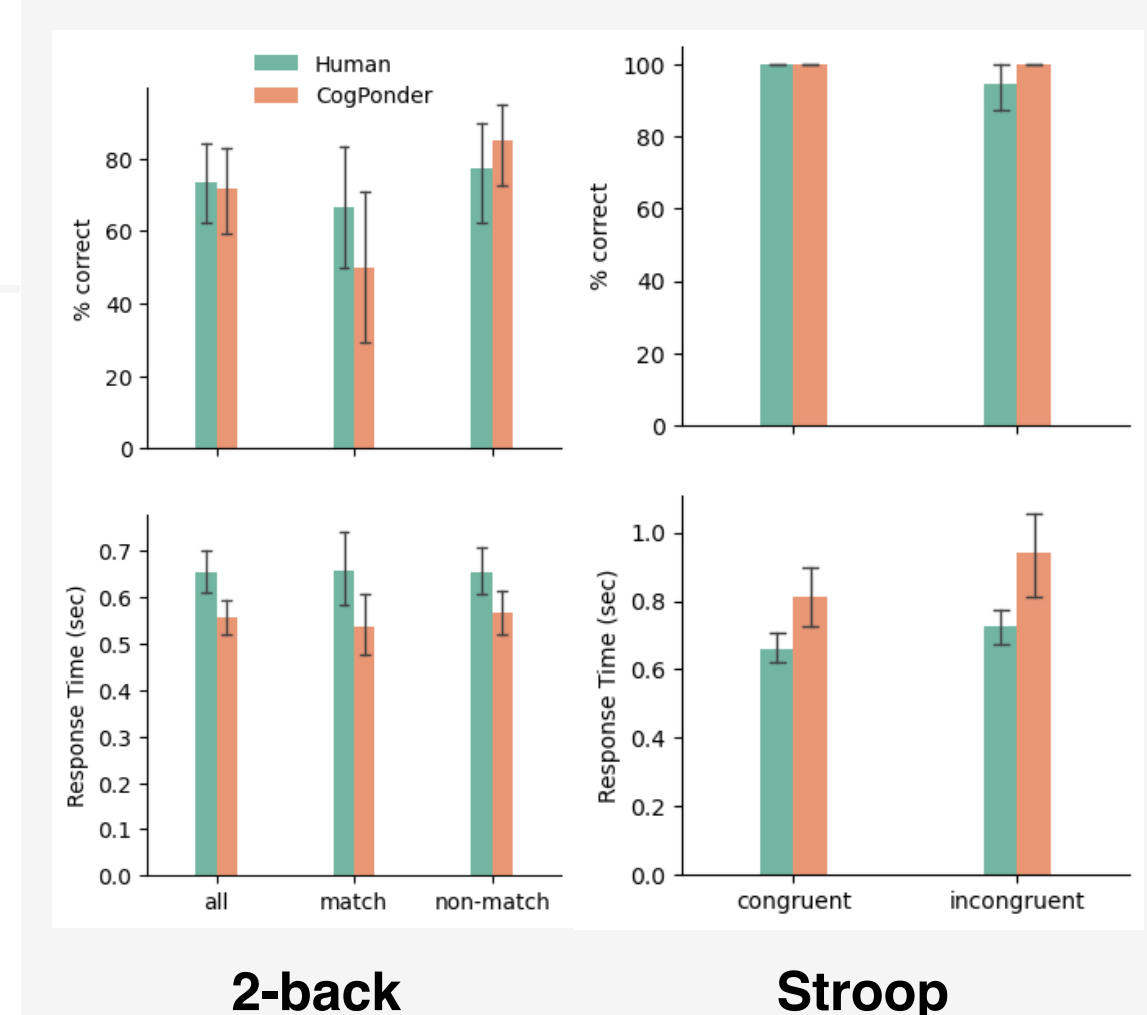 Human
CogPonder
% correct
80
60
40
20
0
% correct
100
80
60
40
20
0
Response Time (sec)
0.7
0.6
0.5
0.4
0.3
0.2
0.1
0.0
all match non-match
Response Time (sec)
1.0
0.8
0.6
0.4
0.2
0.0
congruent incongruent
2-back
Stroop